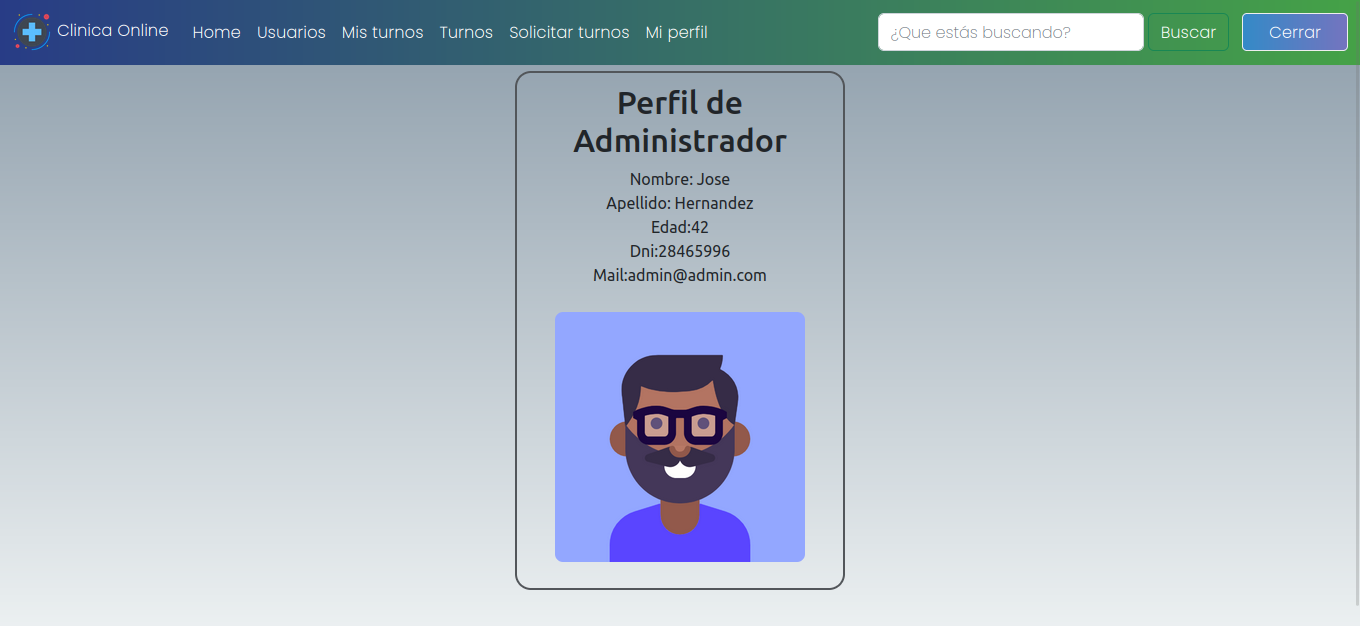 Clinica Online Home Usuarios Mis turnos Turnos Solicitar turnos Mi perfil ¿Que estás buscando? Buscar Cerrar
Perfil de
Administrador
Nombre: Jose
Apellido: Hernandez
Edad:42
Dni:28465996
Mail:admin@admin.com